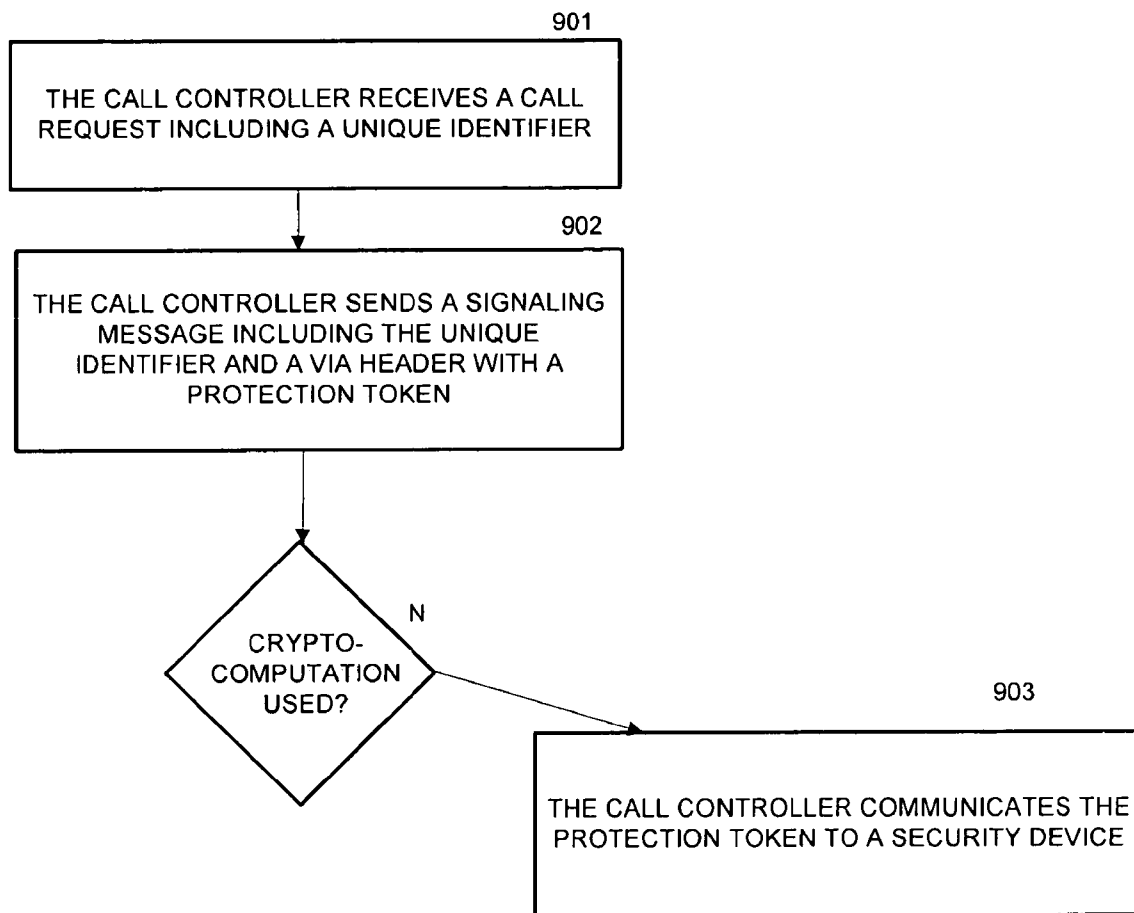 901
THE CALL CONTROLLER RECEIVES A CALL
REQUEST INCLUDING A UNIQUE IDENTIFIER
902
THE CALL CONTROLLER SENDS A SIGNALING
MESSAGE INCLUDING THE UNIQUE
IDENTIFIER AND A VIA HEADER WITH A
PROTECTION TOKEN
N
CRYPTO-
COMPUTATION
USED?
903
THE CALL CONTROLLER COMMUNICATES THE
PROTECTION TOKEN TO A SECURITY DEVICE